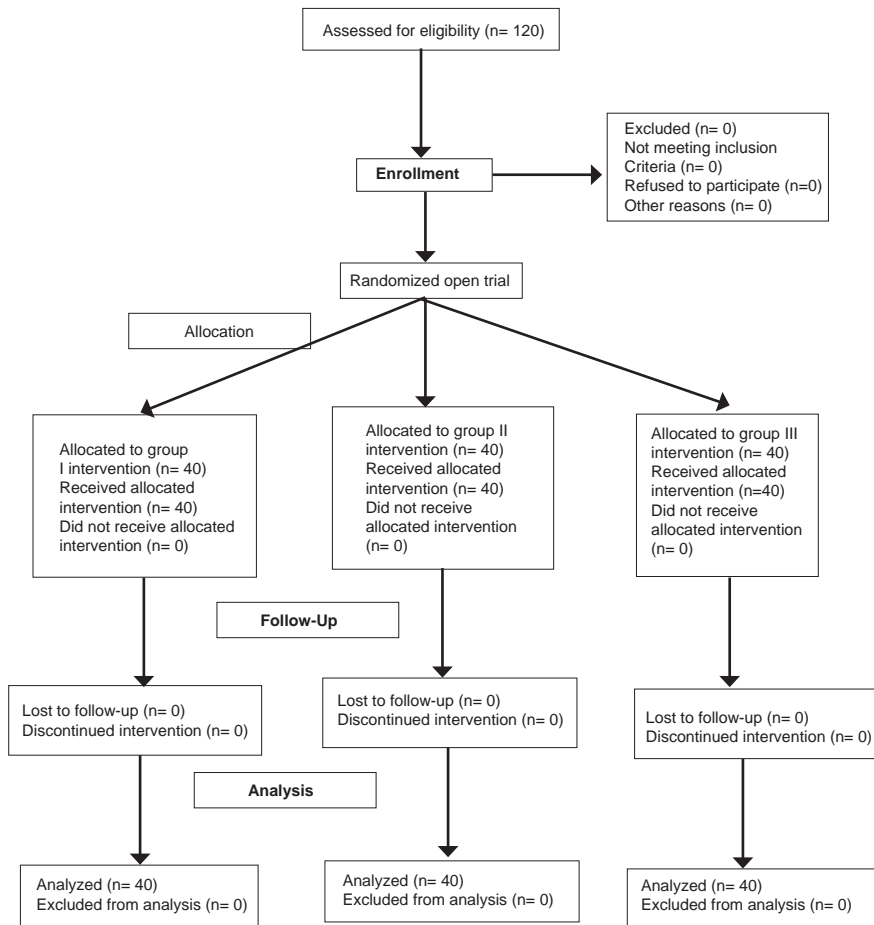 Assessed for eligibility (n= 120)
Excluded (n= 0)
Not meeting inclusion
Criteria (n= 0)
Refused to participate (n=0)
Other reasons (n= 0)
Enrollment
Randomized open trial
Allocation
Allocated to group
I intervention (n= 40)
Received allocated
intervention (n= 40)
Did not receive allocated
intervention (n= 0)
Allocated to group II
intervention (n= 40)
Received allocated
intervention (n= 40)
Did not receive
allocated intervention
(n= 0)
Allocated to group III
intervention (n= 40)
Received allocated
intervention (n=40)
Did not receive
allocated intervention
(n= 0)
Follow-Up
Lost to follow-up (n= 0)
Discontinued intervention (n= 0)
Lost to follow-up (n= 0)
Discontinued intervention (n= 0)
Lost to follow-up (n= 0)
Discontinued intervention (n= 0)
Analysis
Analyzed (n= 40)
Excluded from analysis (n= 0)
Analyzed (n= 40)
Excluded from analysis (n= 0)
Analyzed (n= 40)
Excluded from analysis (n= 0)